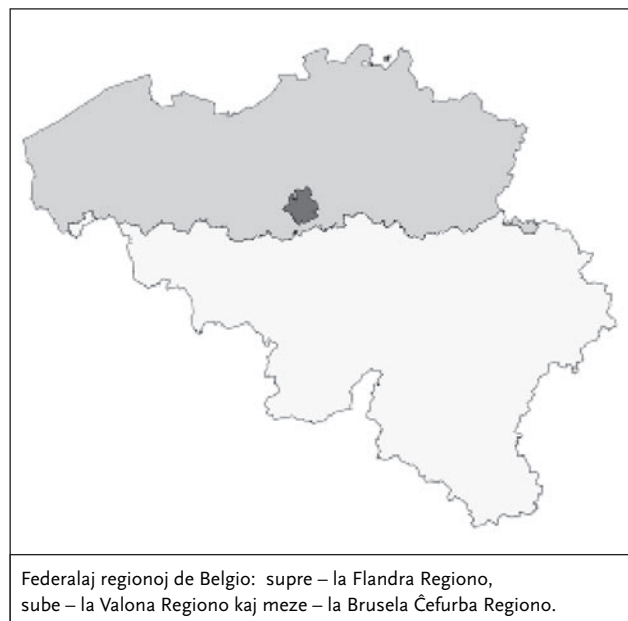 Federalaj regionoj de Belgio: supre – la Flandra Regiono,
sube – la Valona Regiono kaj meze – la Brusela Ĉefurba Regiono.